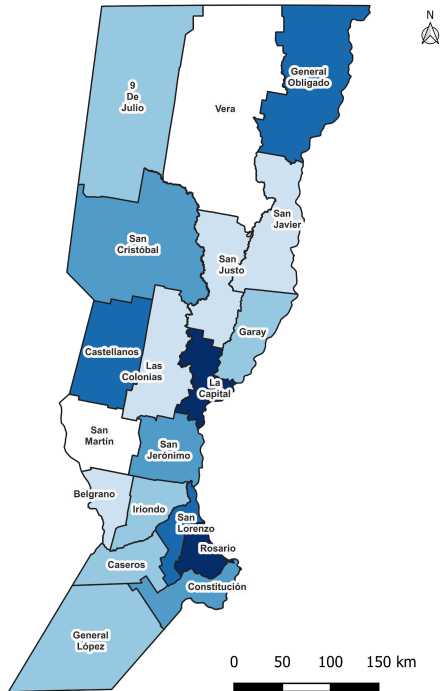 N
9
De
Julio
Vera
General
Obligado
San
Cristóbal
San
Justo
San
Javier
Castellanos
Las
Colonias
Garay
La
Capital
San
Martín
San
Jerónimo
Belgrano
Iriondo
San
Lorenzo
Rosario
Caseros
Constitución
General
López
0 50 100 150 km